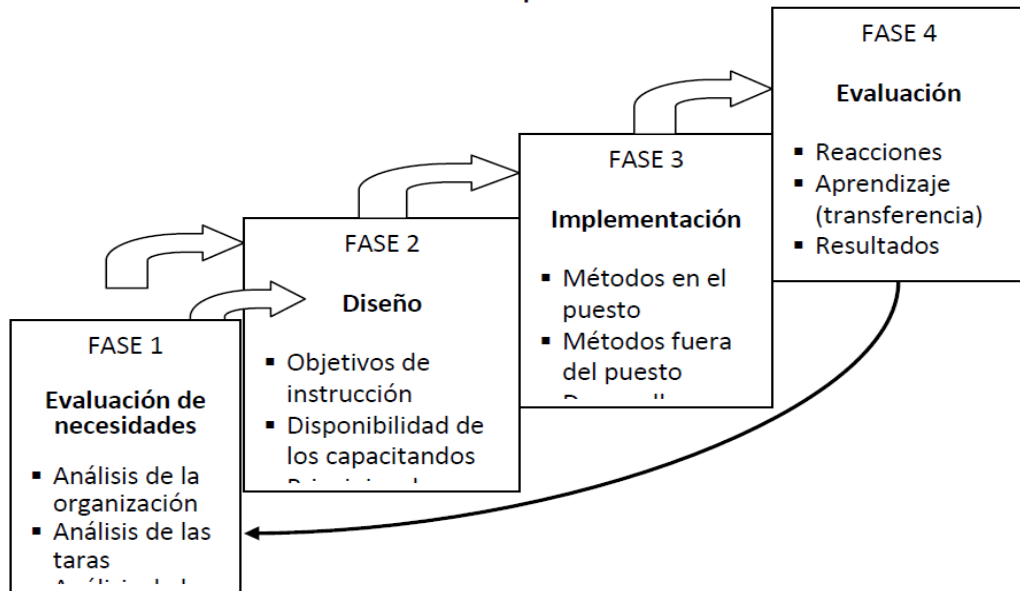 FASE 1
Evaluación de
necesidades
▪ Análisis de la
organización
▪ Análisis de las
taras
FASE 2
Diseño
▪ Objetivos de
instrucción
▪ Disponibilidad de
los capacitandos
FASE 3
Implementación
▪ Métodos en el
puesto
▪ Métodos fuera
del puesto
FASE 4
Evaluación
▪ Reacciones
▪ Aprendizaje
(transferencia)
▪ Resultados